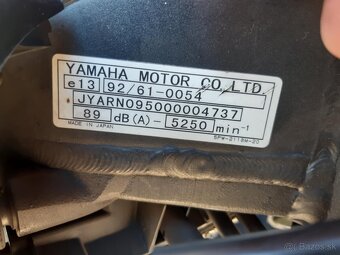 YAMAHA MOTOR CO.,LTD.
e13 92/61-0054
JYARN095000004737
89 dB(A) - 5250 min⁻¹
MADE IN JAPAN
5PW-2118M-20
Bazos.sk